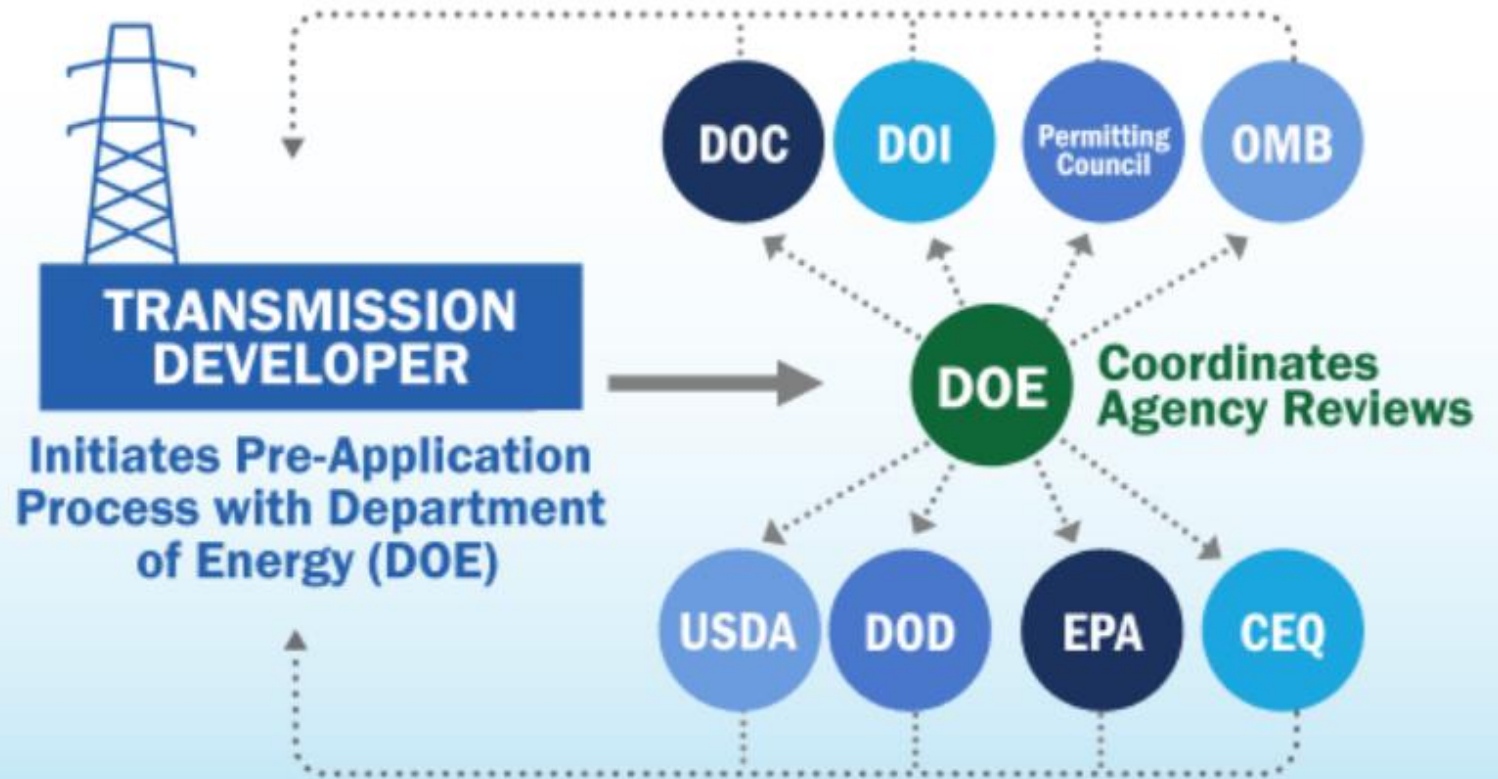 DOC
DOI
Permitting
Council
OMB
TRANSMISSION
DEVELOPER
Initiates Pre-Application
Process with Department
of Energy (DOE)
DOE
Coordinates
Agency Reviews
USDA
DOD
EPA
CEQ